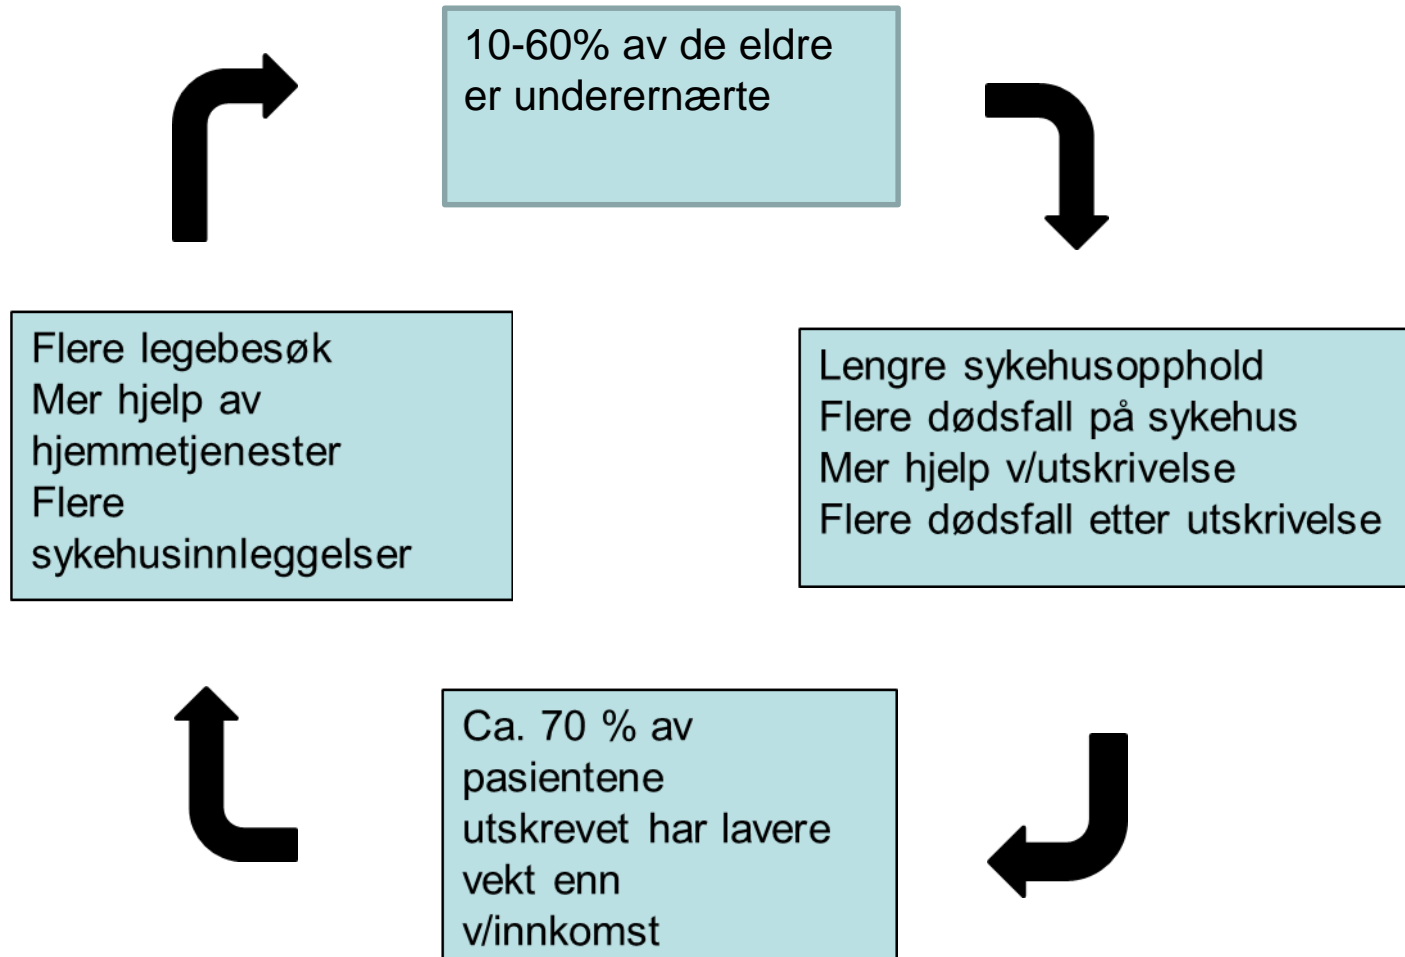 10-60% av de eldre
er underernærte
Flere legebesøk
Mer hjelp av
hjemmetjenester
Flere
sykehusinnleggelser
Lengre sykehusopphold
Flere dødsfall på sykehus
Mer hjelp v/utskrivelse
Flere dødsfall etter utskrivelse
Ca. 70 % av
pasientene
utskrevet har lavere
vekt enn
v/innkomst